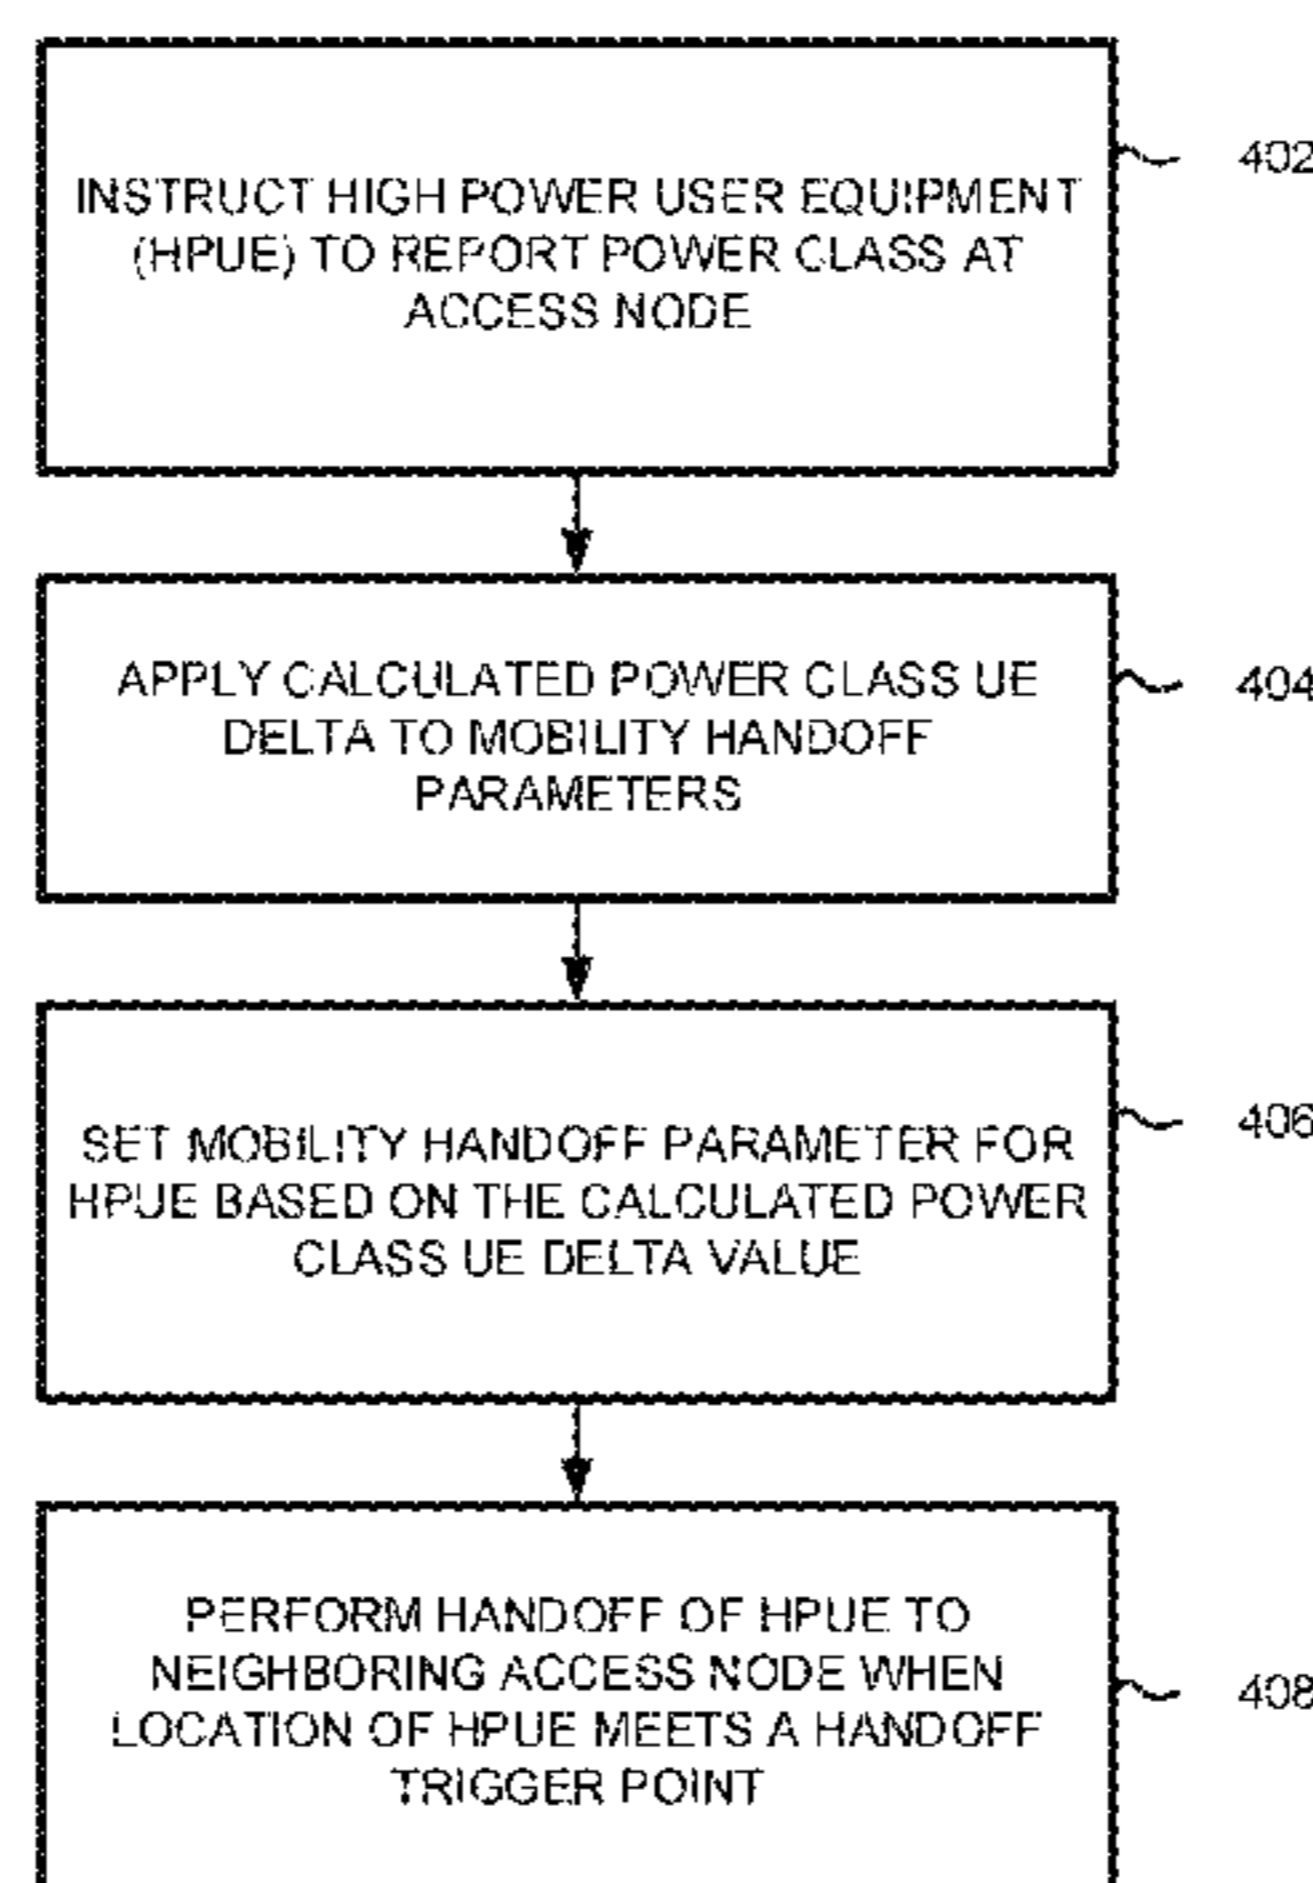 INSTRUCT HIGH POWER USER EQUIPMENT
(HPUE) TO REPORT POWER CLASS AT
ACCESS NODE
402
APPLY CALCULATED POWER CLASS UE
DELTA TO MOBILITY HANDOFF
PARAMETERS
404
SET MOBILITY HANDOFF PARAMETER FOR
HPUE BASED ON THE CALCULATED POWER
CLASS UE DELTA VALUE
406
PERFORM HANDOFF OF HPUE TO
NEIGHBORING ACCESS NODE WHEN
LOCATION OF HPUE MEETS A HANDOFF
TRIGGER POINT
408